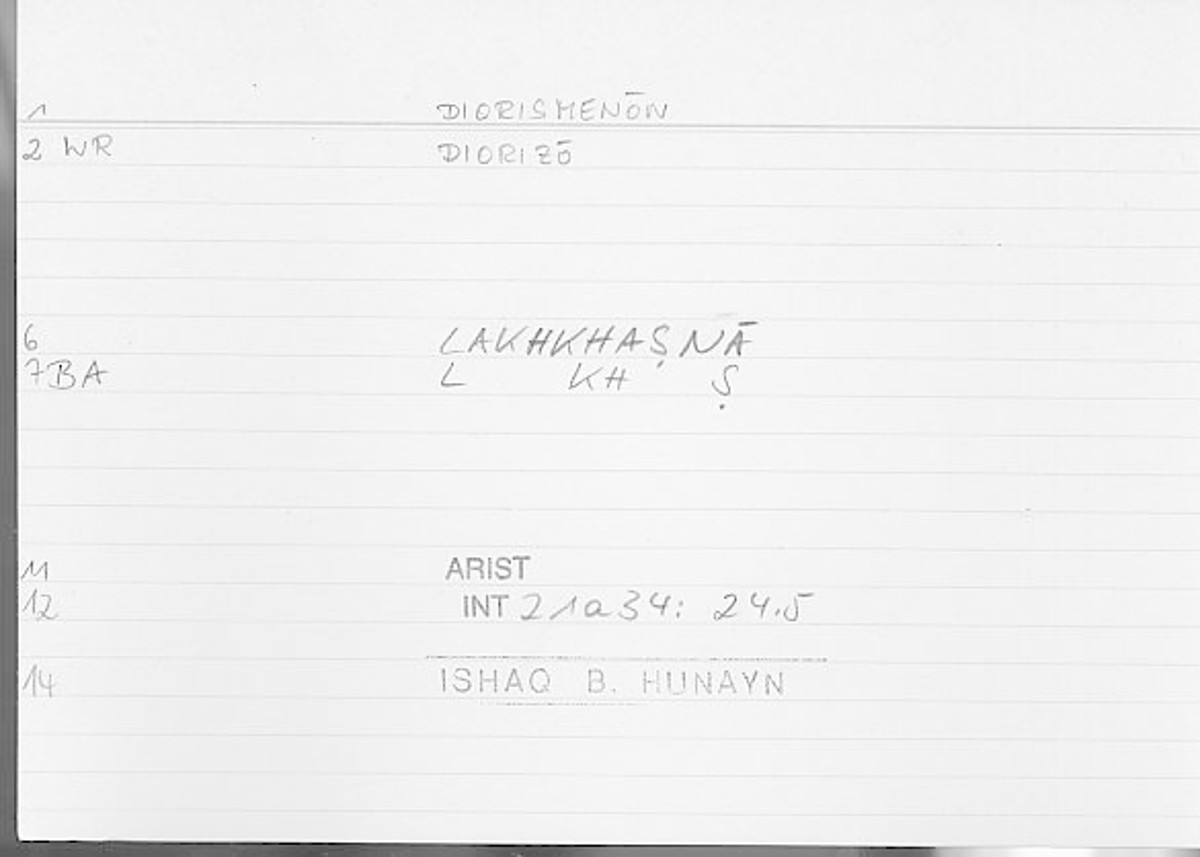 1 DIORISMENŌN
2 WR DIORIZŌ
6 LAKHKHAṢNĀ
7BA L KH Ṣ
11 ARIST
12 INT 21a34: 24.5
14 ISHAQ B. HUNAYN